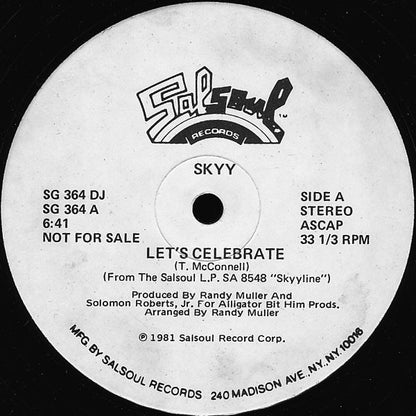 Salsoul
RECORDS
SKYY
SG 364 DJ
SG 364 A
6:41
NOT FOR SALE
SIDE A
STEREO
ASCAP
33 1/3 RPM
LET'S CELEBRATE
(T. McConnell)
(From The Salsoul L.P. SA 8548 "Skyyline")
Produced By Randy Muller And
Solomon Roberts, Jr. For Alligator Bit Him Prods.
Arranged By Randy Muller
℗ 1981 Salsoul Record Corp.
MFG BY SALSOUL RECORDS 240 MADISON AVE. NY, NY. 10016